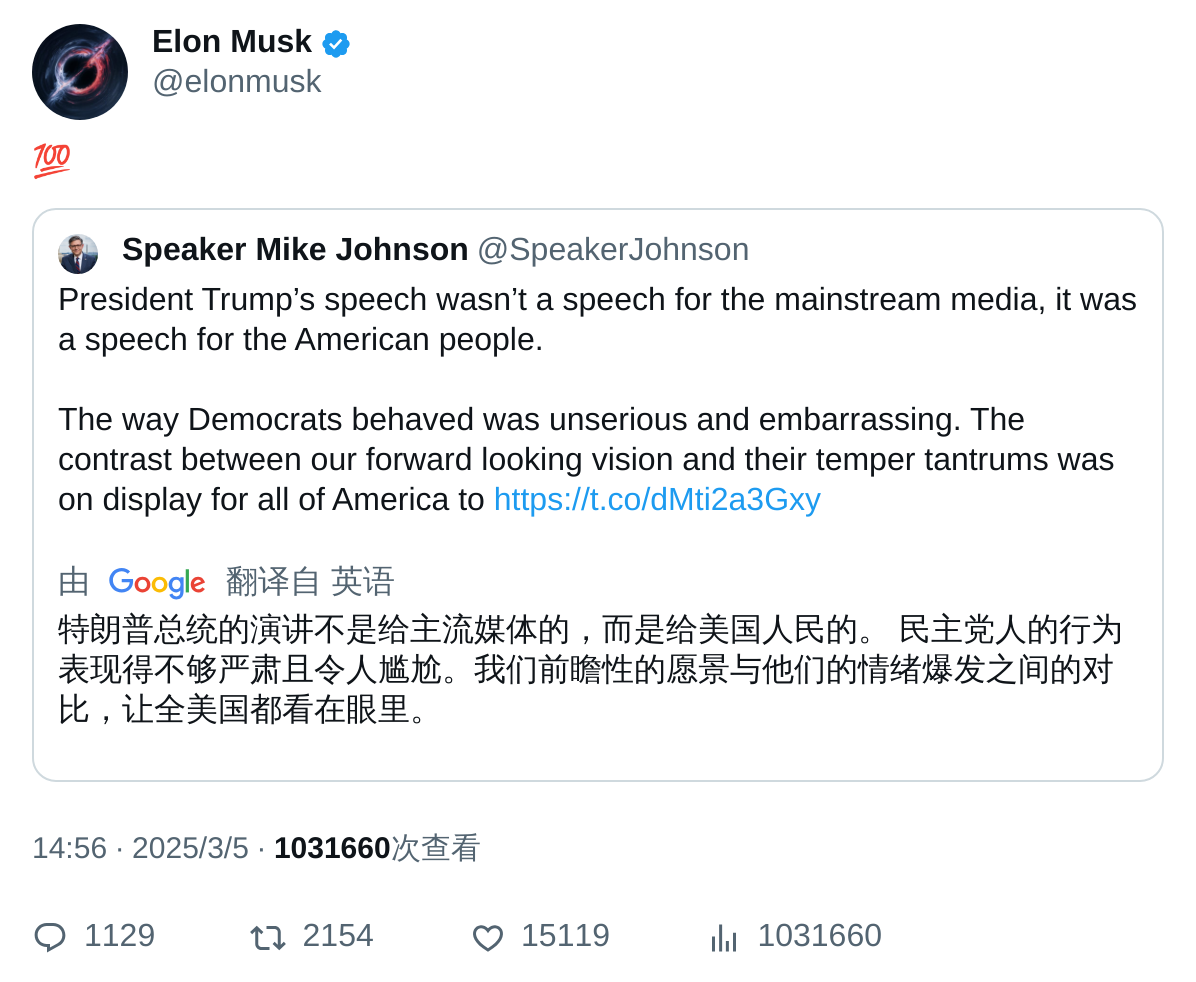 Elon Musk
@elonmusk
💯
Speaker Mike Johnson @SpeakerJohnson
President Trump’s speech wasn’t a speech for the mainstream media, it was
a speech for the American people.
The way Democrats behaved was unserious and embarrassing. The
contrast between our forward looking vision and their temper tantrums was
on display for all of America to https://t.co/dMti2a3Gxy
由 Google 翻译自 英语
特朗普总统的演讲不是给主流媒体的，而是给美国人民的。 民主党人的行为
表现得不够严肃且令人尴尬。我们前瞻性的愿景与他们的情绪爆发之间的对
比，让全美国都看在眼里。
14:56 · 2025/3/5 · 1031660次查看
1129 2154 15119 1031660